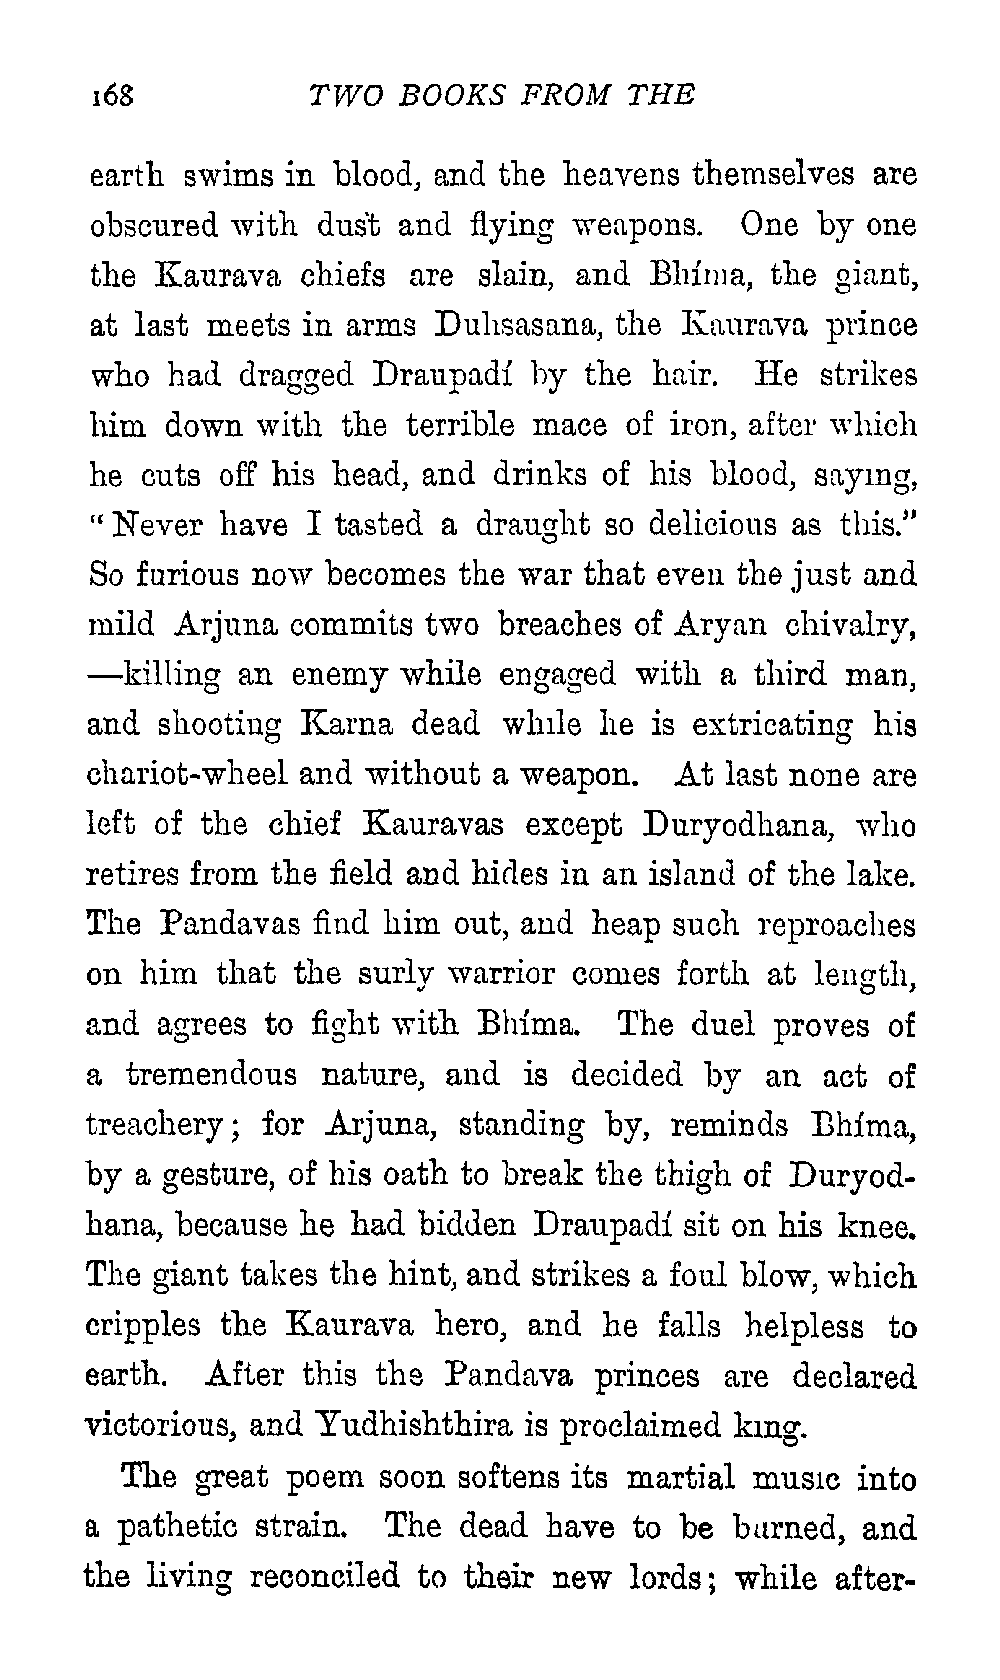 168 TWO BOOKS FROM THE
earth swims in blood, and the heavens themselves are
obscured with dust and flying weapons. One by one
the Kaurava chiefs are slain, and Bhíma, the giant,
at last meets in arms Duhsasana, the Kaurava prince
who had dragged Draupadí by the hair. He strikes
him down with the terrible mace of iron, after which
he cuts off his head, and drinks of his blood, saying,
“Never have I tasted a draught so delicious as this.”
So furious now becomes the war that even the just and
mild Arjuna commits two breaches of Aryan chivalry,
—killing an enemy while engaged with a third man,
and shooting Karna dead while he is extricating his
chariot-wheel and without a weapon. At last none are
left of the chief Kauravas except Duryodhana, who
retires from the field and hides in an island of the lake.
The Pandavas find him out, and heap such reproaches
on him that the surly warrior comes forth at length,
and agrees to fight with Bhíma. The duel proves of
a tremendous nature, and is decided by an act of
treachery; for Arjuna, standing by, reminds Bhíma,
by a gesture, of his oath to break the thigh of Duryod-
hana, because he had bidden Draupadí sit on his knee.
The giant takes the hint, and strikes a foul blow, which
cripples the Kaurava hero, and he falls helpless to
earth. After this the Pandava princes are declared
victorious, and Yudhishthira is proclaimed king.
The great poem soon softens its martial music into
a pathetic strain. The dead have to be burned, and
the living reconciled to their new lords; while after-